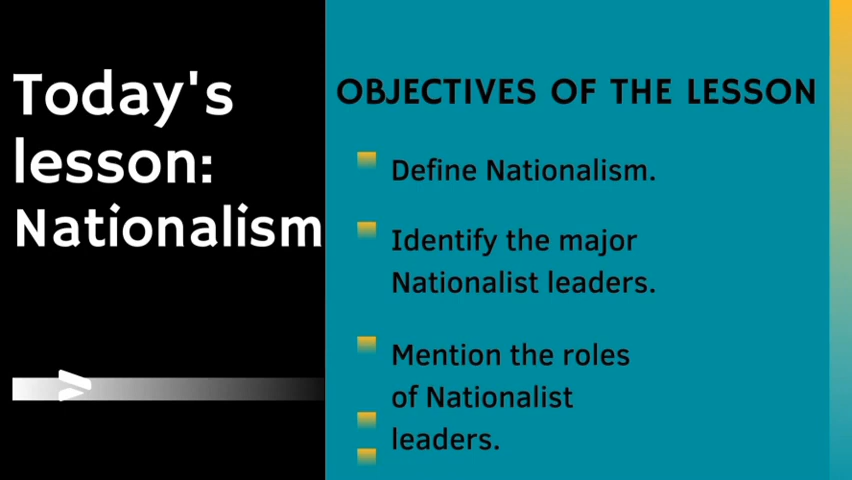 Today's
lesson:
Nationalism
OBJECTIVES OF THE LESSON
Define Nationalism.
Identify the major
Nationalist leaders.
Mention the roles
of Nationalist
leaders.